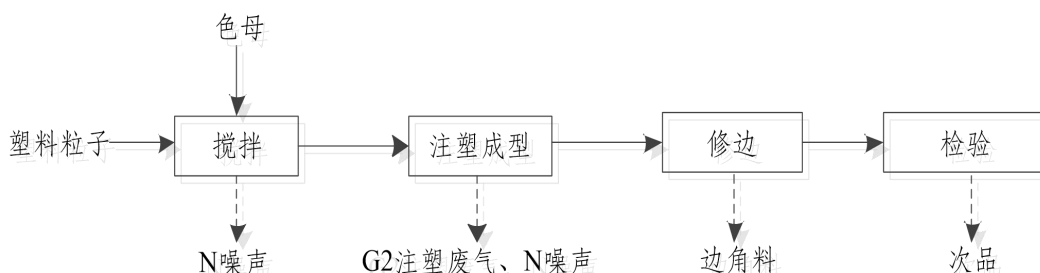 色母
塑料粒子
搅拌
注塑成型
修边
检验
N噪声
G2注塑废气、N噪声
边角料
次品